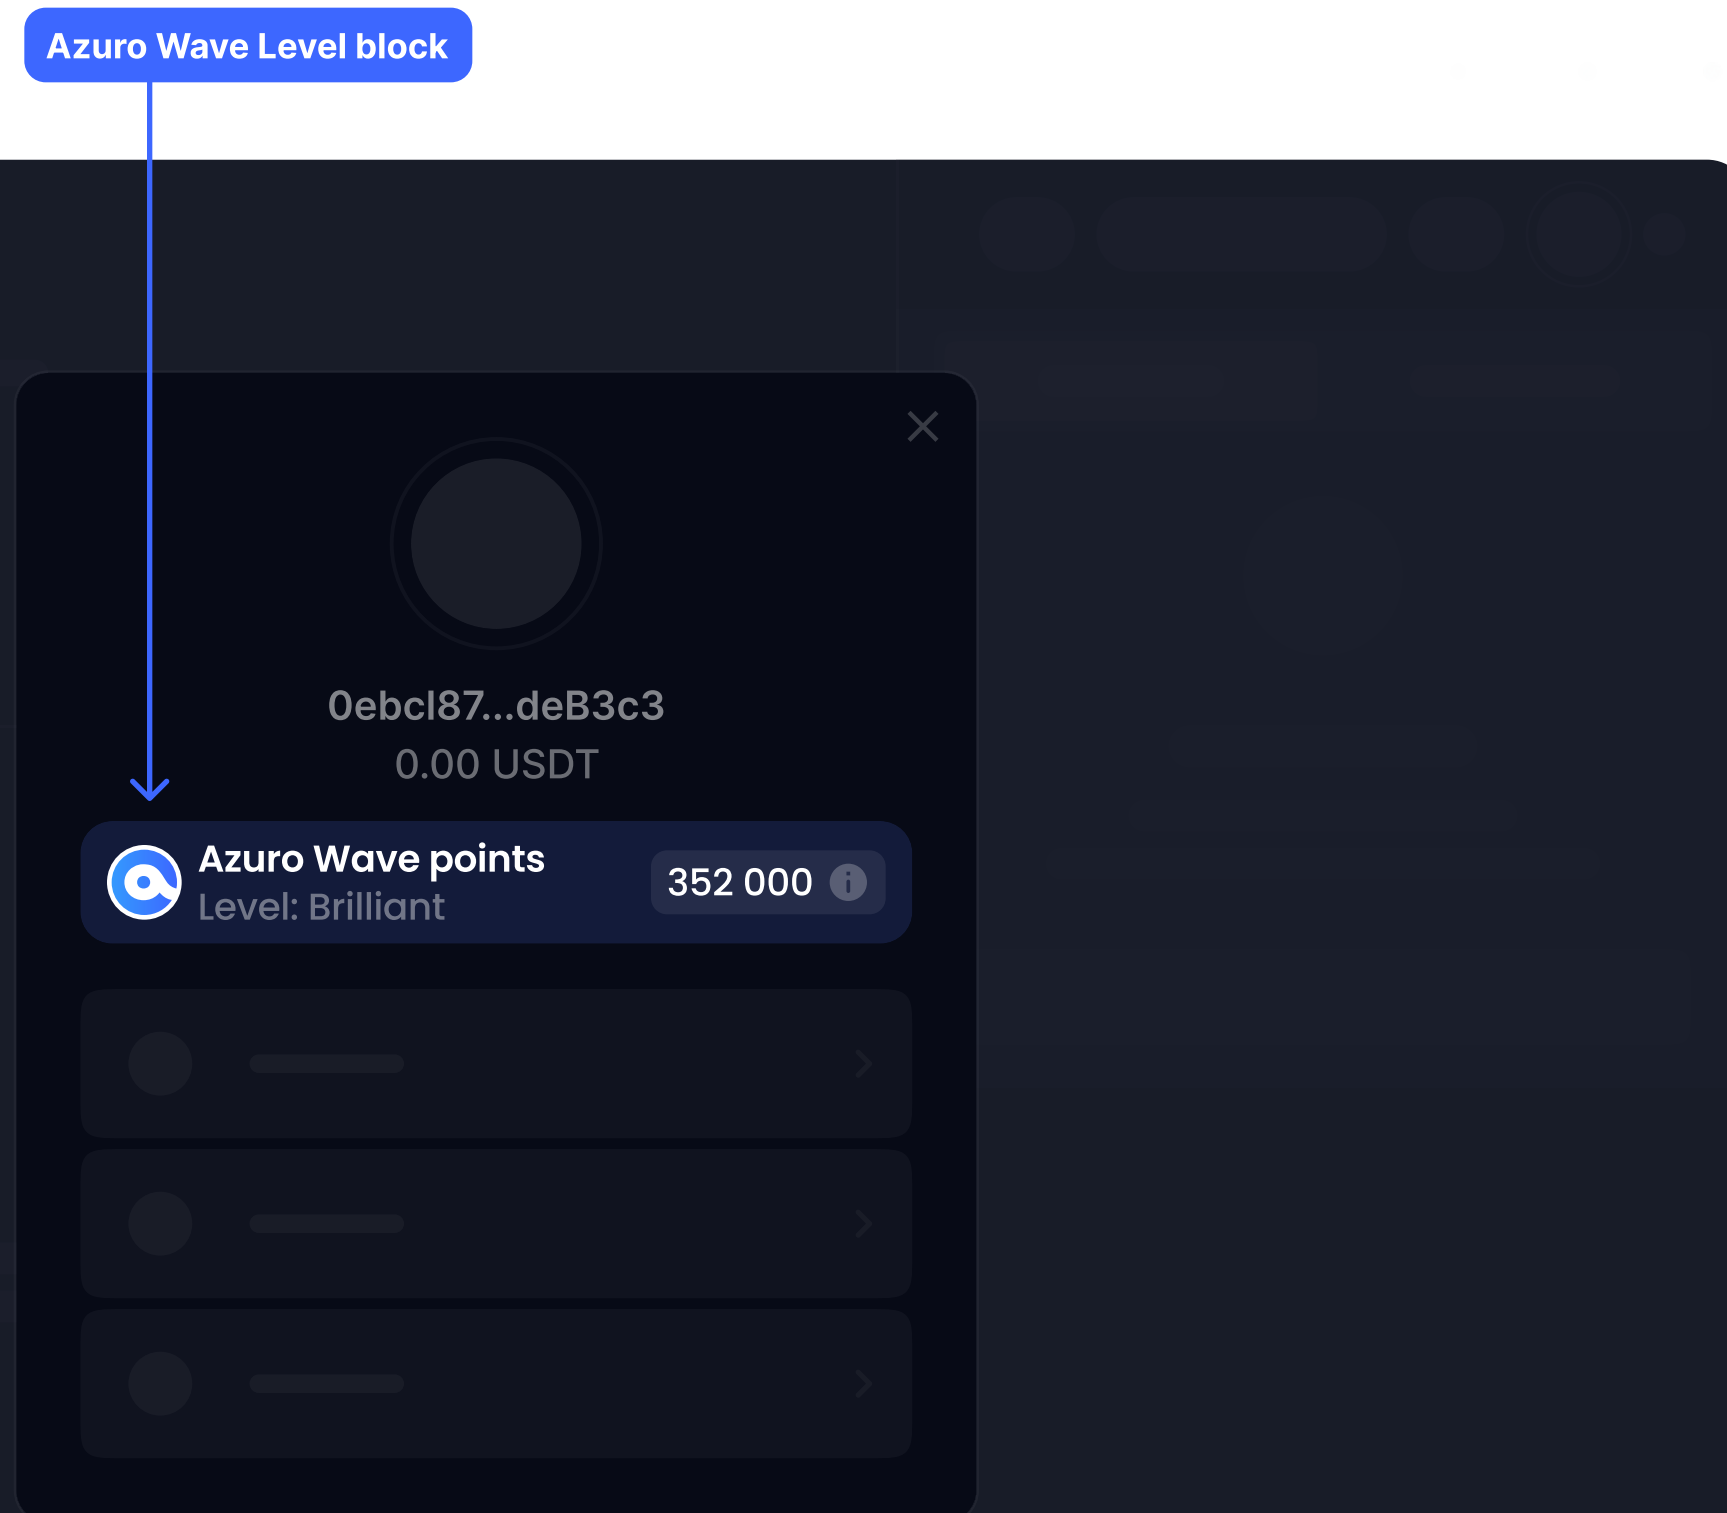 Azuro Wave Level block
0ebcl87...deB3c3
0.00 USDT
Azuro Wave points
Level: Brilliant
352 000